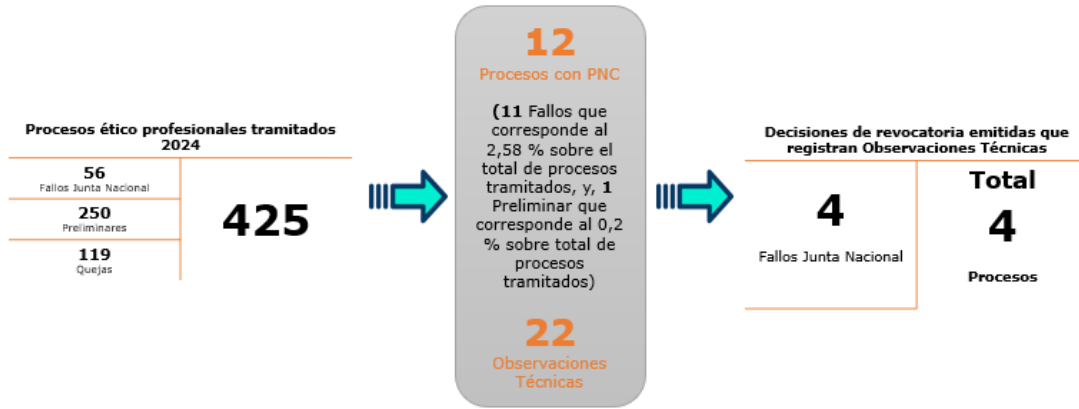 Procesos ético profesionales tramitados
2024
56
Fallos Junta Nacional
250
Preliminares
119
Quejas
425
12
Procesos con PNC
(11 Fallos que
corresponde al
2,58 % sobre el
total de procesos
tramitados, y, 1
Preliminar que
corresponde al 0,2
% sobre total de
procesos
tramitados)
22
Observaciones
Técnicas
Decisiones de revocatoria emitidas que
registran Observaciones Técnicas
4
Fallos Junta Nacional
Total
4
Procesos